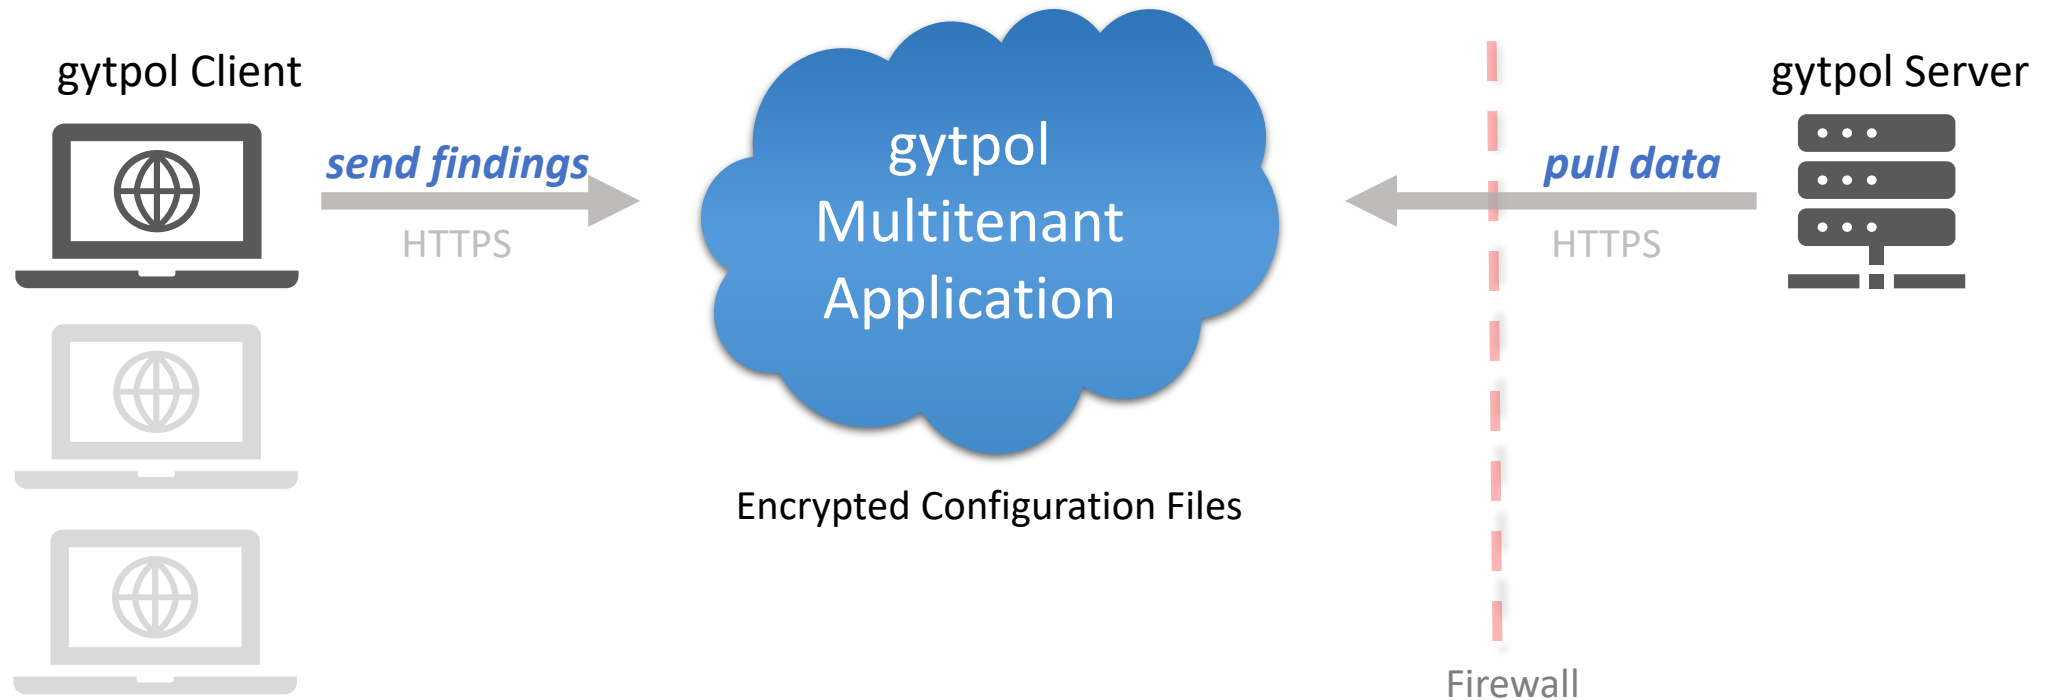 gytpol Client
send findings
HTTPS
gytpol
Multitenant
Application
Encrypted Configuration Files
gytpol Server
pull data
HTTPS
Firewall